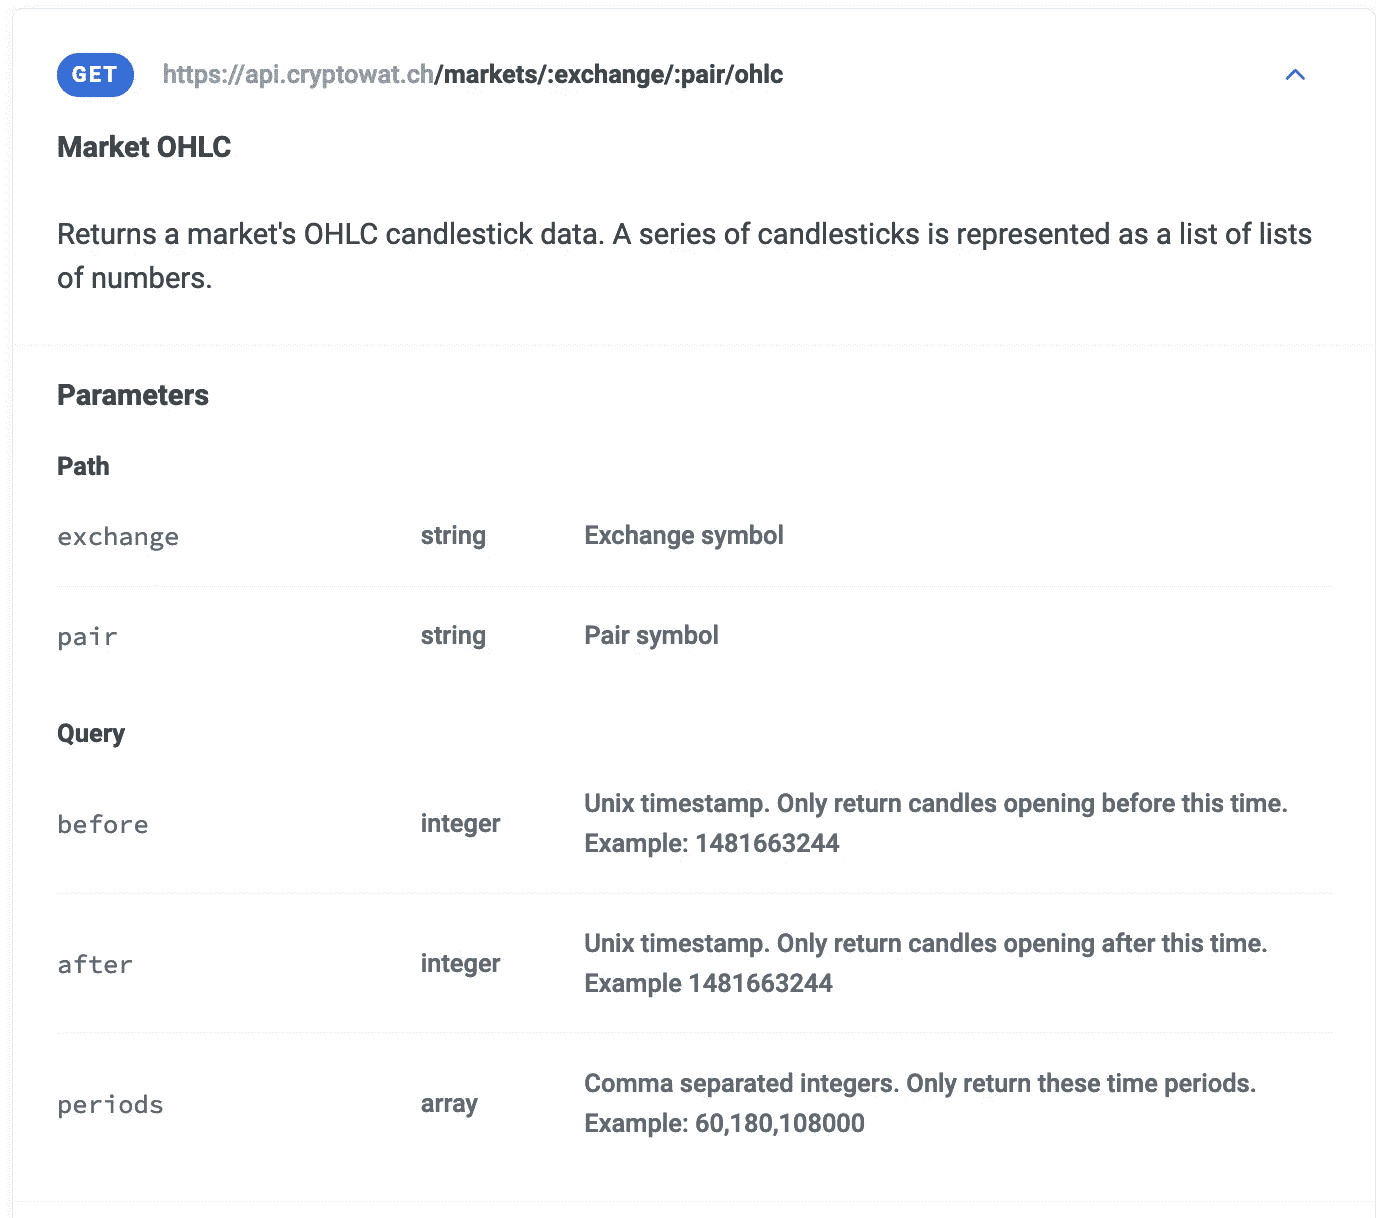 GET https://api.cryptowat.ch/markets/:exchange/:pair/ohlc
Market OHLC
Returns a market's OHLC candlestick data. A series of candlesticks is represented as a list of lists
of numbers.
Parameters
Path
exchange string Exchange symbol
pair string Pair symbol
Query
before integer Unix timestamp. Only return candles opening before this time.
Example: 1481663244
after integer Unix timestamp. Only return candles opening after this time.
Example 1481663244
periods array Comma separated integers. Only return these time periods.
Example: 60,180,108000